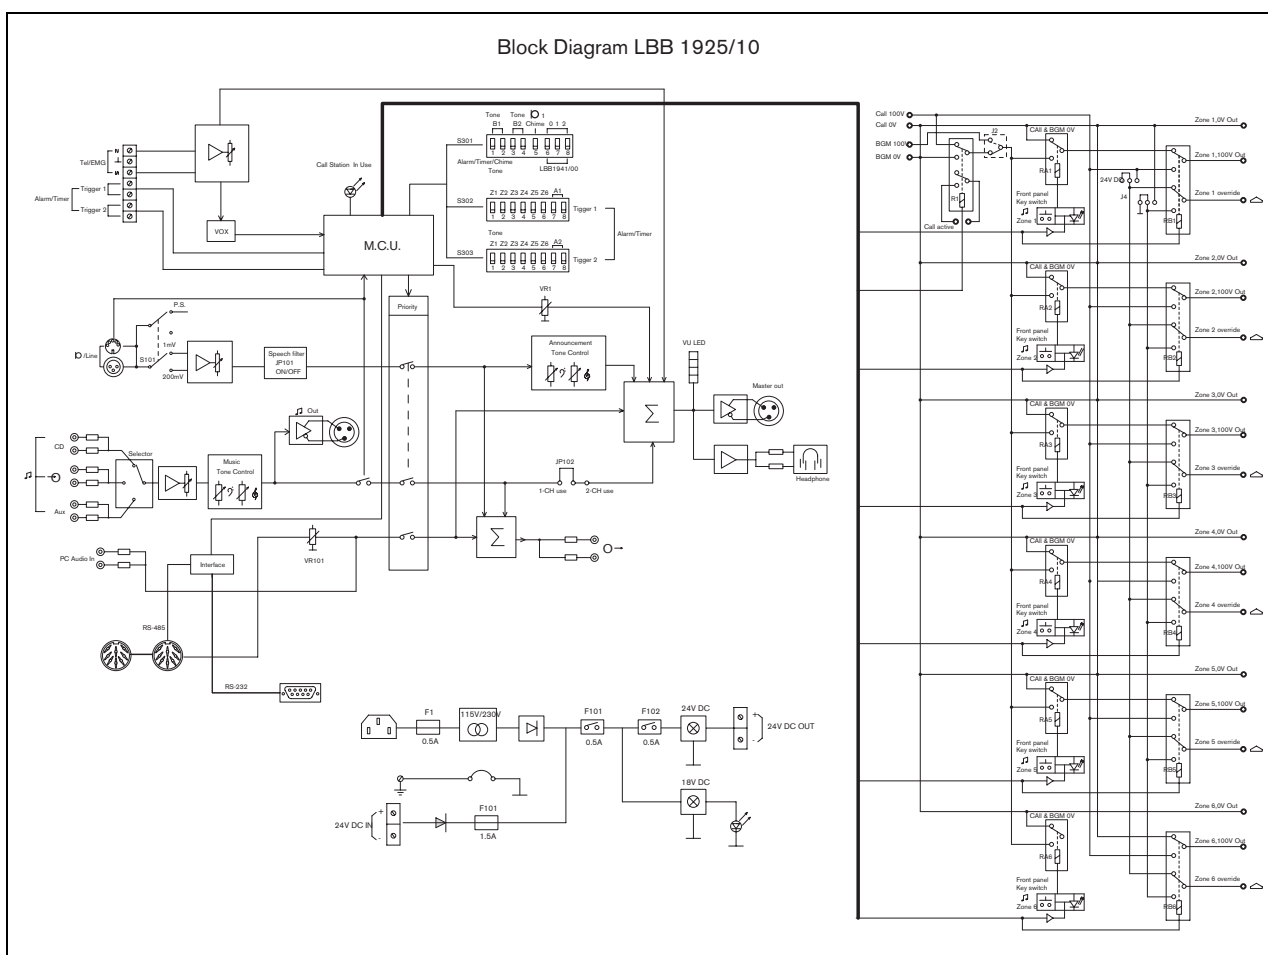 Block Diagram LBB 1925/10
Tone
B1
Tone
B2
1
Chime
0 1 2
S301
1 2 3 4 5 6 7 8
Alarm/Timer/Chime
Tone
LBB1941/00
Z1 Z2 Z3 Z4 Z5 Z6 A1
S302
1 2 3 4 5 6 7 8
Tigger 1
Tone
Alarm/Timer
Z1 Z2 Z3 Z4 Z5 Z6 A2
S303
1 2 3 4 5 6 7 8
Tigger 2
Tel/EMG
Alarm/Timer
Trigger 1
Trigger 2
VOX
Call Station In Use
M.C.U.
Priority
VR1
P.S.
/Line
S101
1mV
200mV
Speech filter
JP101
ON/OFF
Announcement
Tone Control
VU LED
Master out
Σ
Headphone
Out
CD
Aux
Selector
Music
Tone Control
JP102
1-CH use
2-CH use
Σ
PC Audio In
VR101
Interface
RS-485
RS-232
F1
0.5A
115V/230V
F101
0.5A
F102
0.5A
24V DC
+
-
24V DC OUT
18V DC
24V DC IN
+
-
F101
1.5A
Call 100V
Call 0V
BGM 100V
BGM 0V
J2
R1
Call active
CAll & BGM 0V
RA1
Front panel
Key switch
Zone 1
24V DC
J4
RB1
Zone 1,0V Out
Zone 1,100V Out
Zone 1 override
CAll & BGM 0V
RA2
Front panel
Key switch
Zone 2
RB2
Zone 2,0V Out
Zone 2,100V Out
Zone 2 override
CAll & BGM 0V
RA3
Front panel
Key switch
Zone 3
RB3
Zone 3,0V Out
Zone 3,100V Out
Zone 3 override
CAll & BGM 0V
RA4
Front panel
Key switch
Zone 4
RB4
Zone 4,0V Out
Zone 4,100V Out
Zone 4 override
CAll & BGM 0V
RA5
Front panel
Key switch
Zone 5
RB5
Zone 5,0V Out
Zone 5,100V Out
Zone 5 override
CAll & BGM 0V
RA6
Front panel
Key switch
Zone 6
RB6
Zone 6,0V Out
Zone 6,100V Out
Zone 6 override